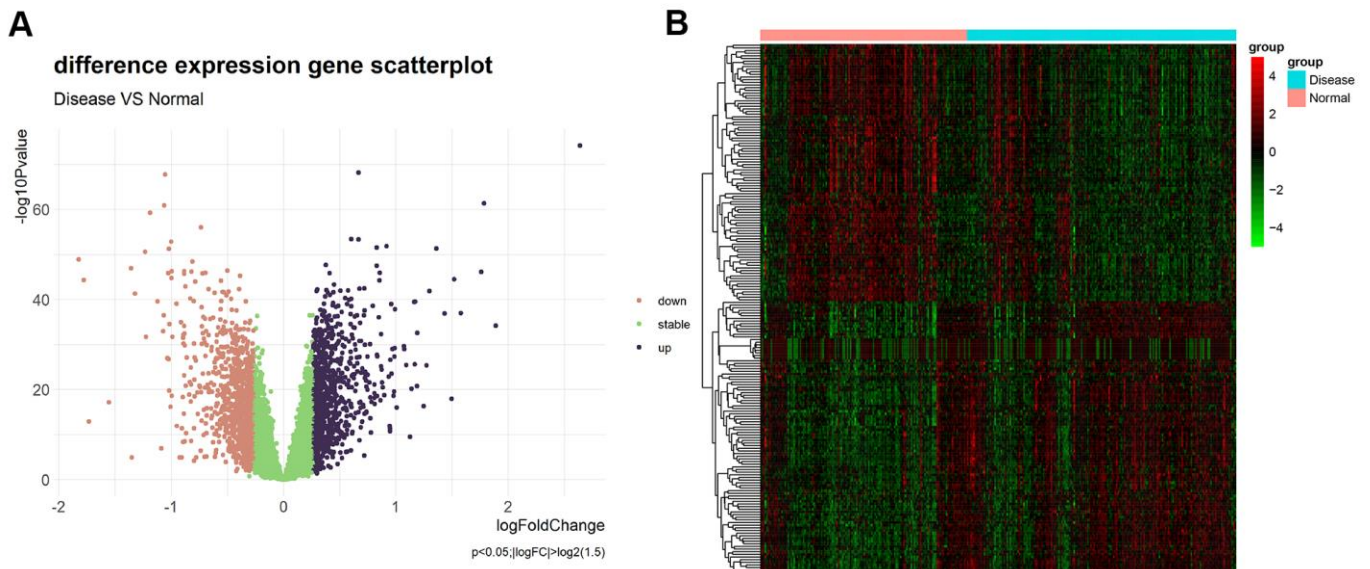 A
difference expression gene scatterplot
Disease VS Normal
-log10Pvalue
60
40
20
0
-2
-1
0
1
2
logFoldChange
p<0.05;|logFC|>log2(1.5)
down
stable
up
B
group
4
2
0
−2
−4
group
Disease
Normal